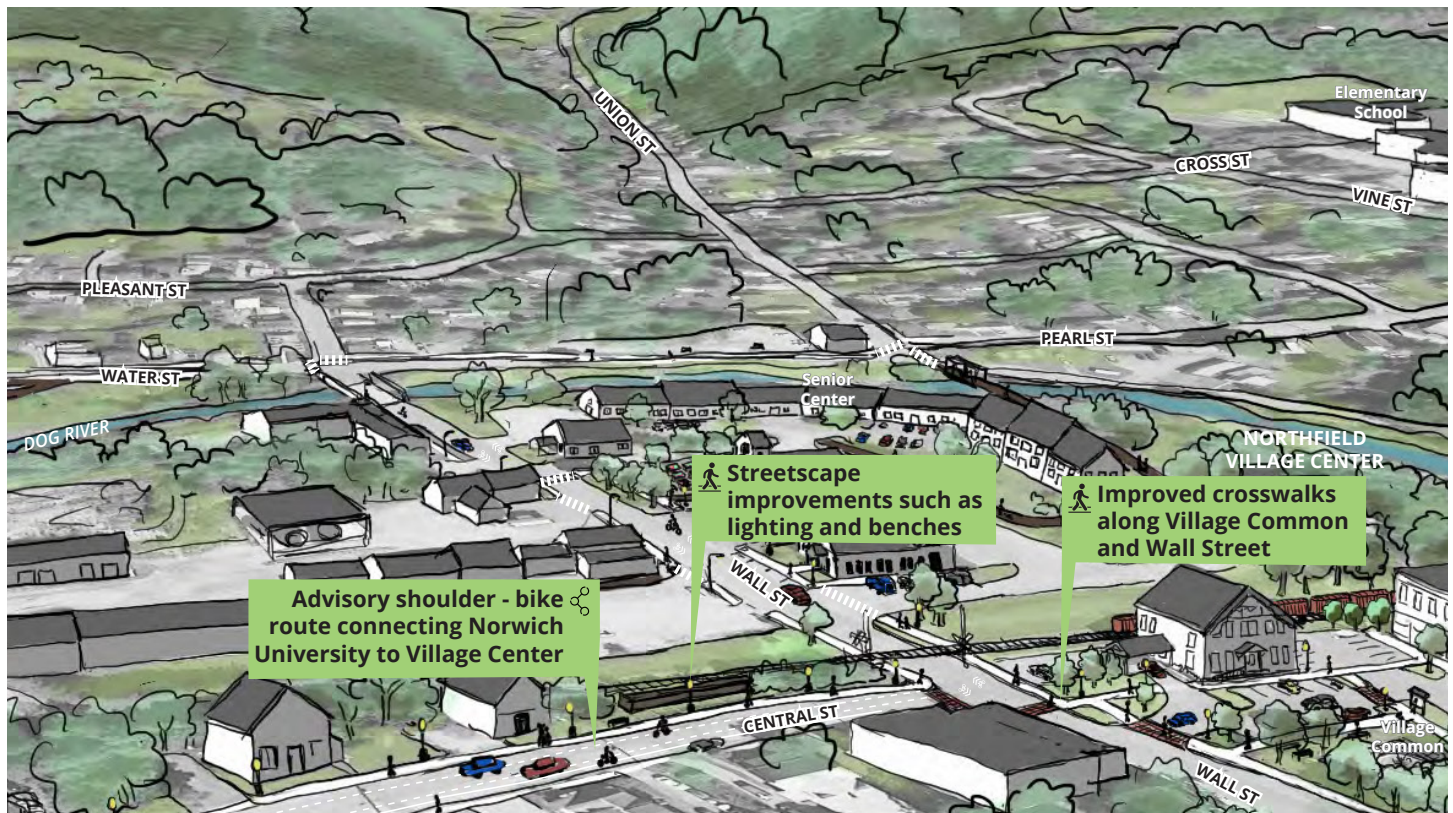 UNION ST
Elementary
School
CROSS ST
VINE ST
PLEASANT ST
PEARL ST
WATER ST
Senior
Center
DOG RIVER
NORTHFIELD
VILLAGE CENTER
Streetscape
improvements such as
lighting and benches
Improved crosswalks
along Village Common
and Wall Street
WALL ST
Advisory shoulder - bike
route connecting Norwich
University to Village Center
CENTRAL ST
Village
Common
WALL ST